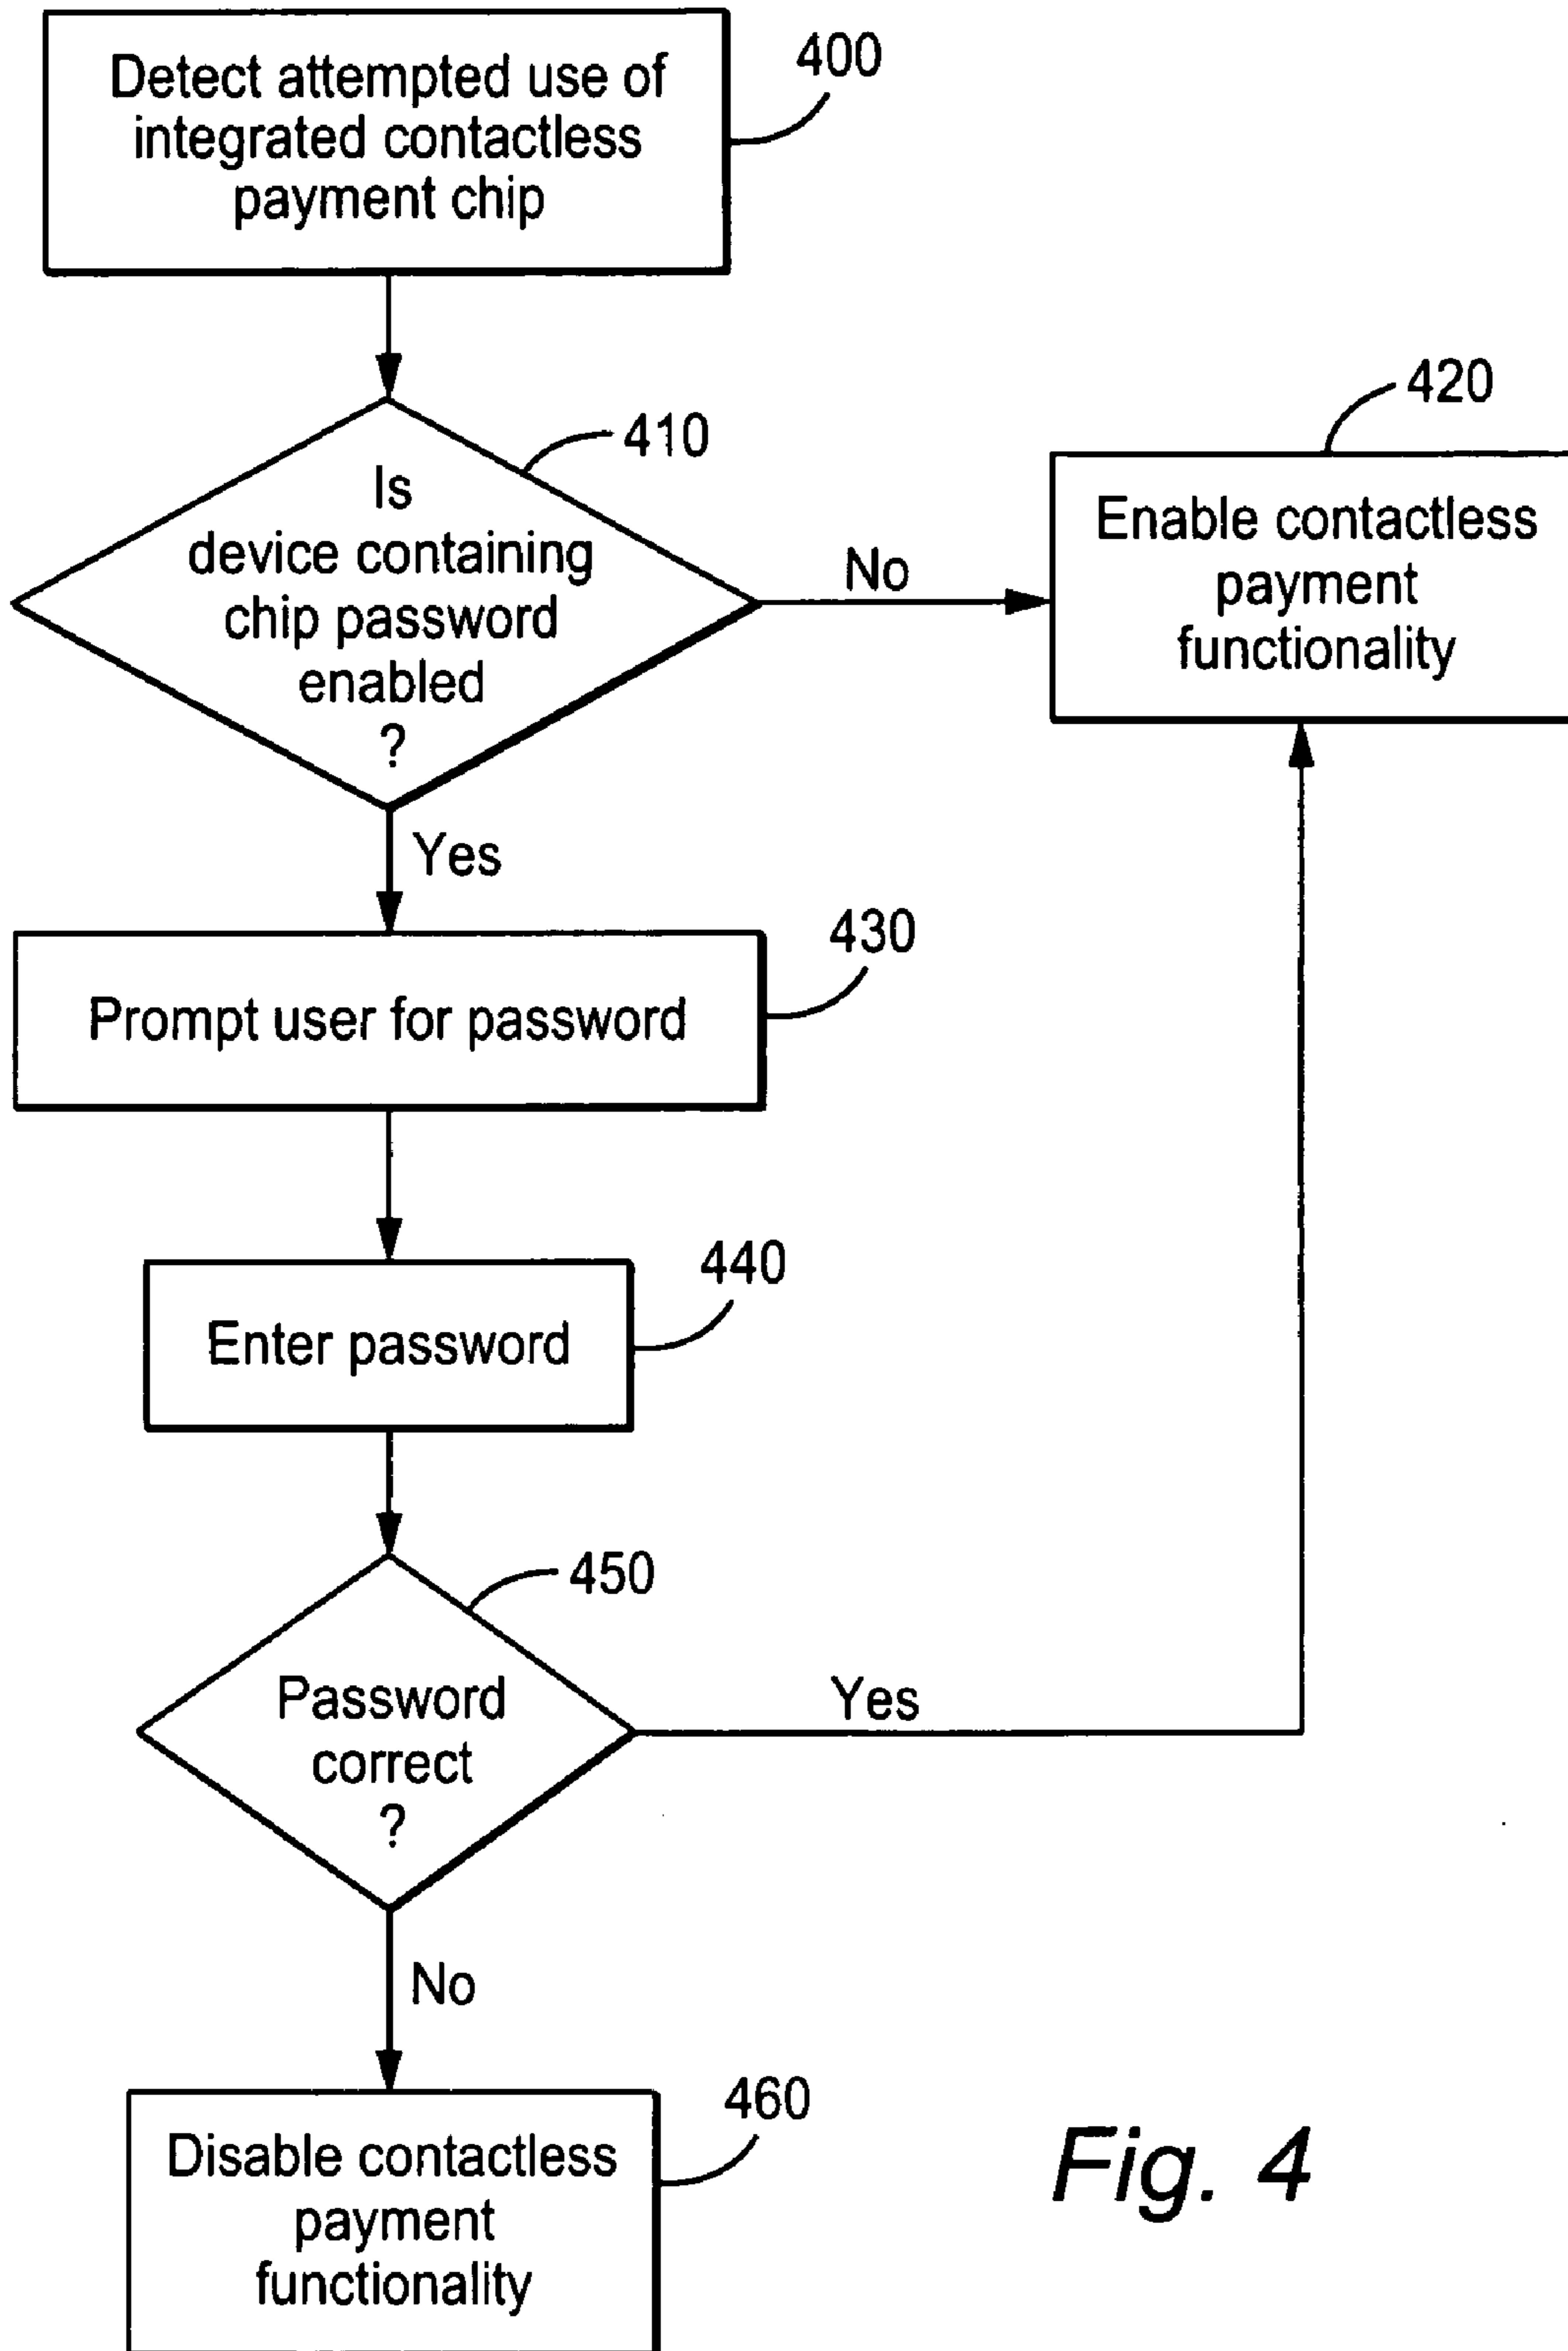 Detect attempted use of
integrated contactless
payment chip
400
Is
device containing
chip password
enabled
?
410
No
420
Enable contactless
payment
functionality
Yes
430
Prompt user for password
440
Enter password
450
Password
correct
?
Yes
No
460
Disable contactless
payment
functionality
Fig. 4